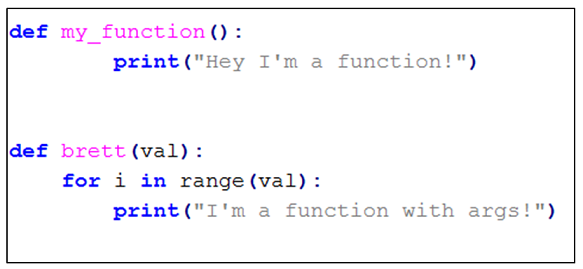 def my_function():
        print("Hey I'm a function!")
def brett(val):
    for i in range(val):
        print("I'm a function with args!")